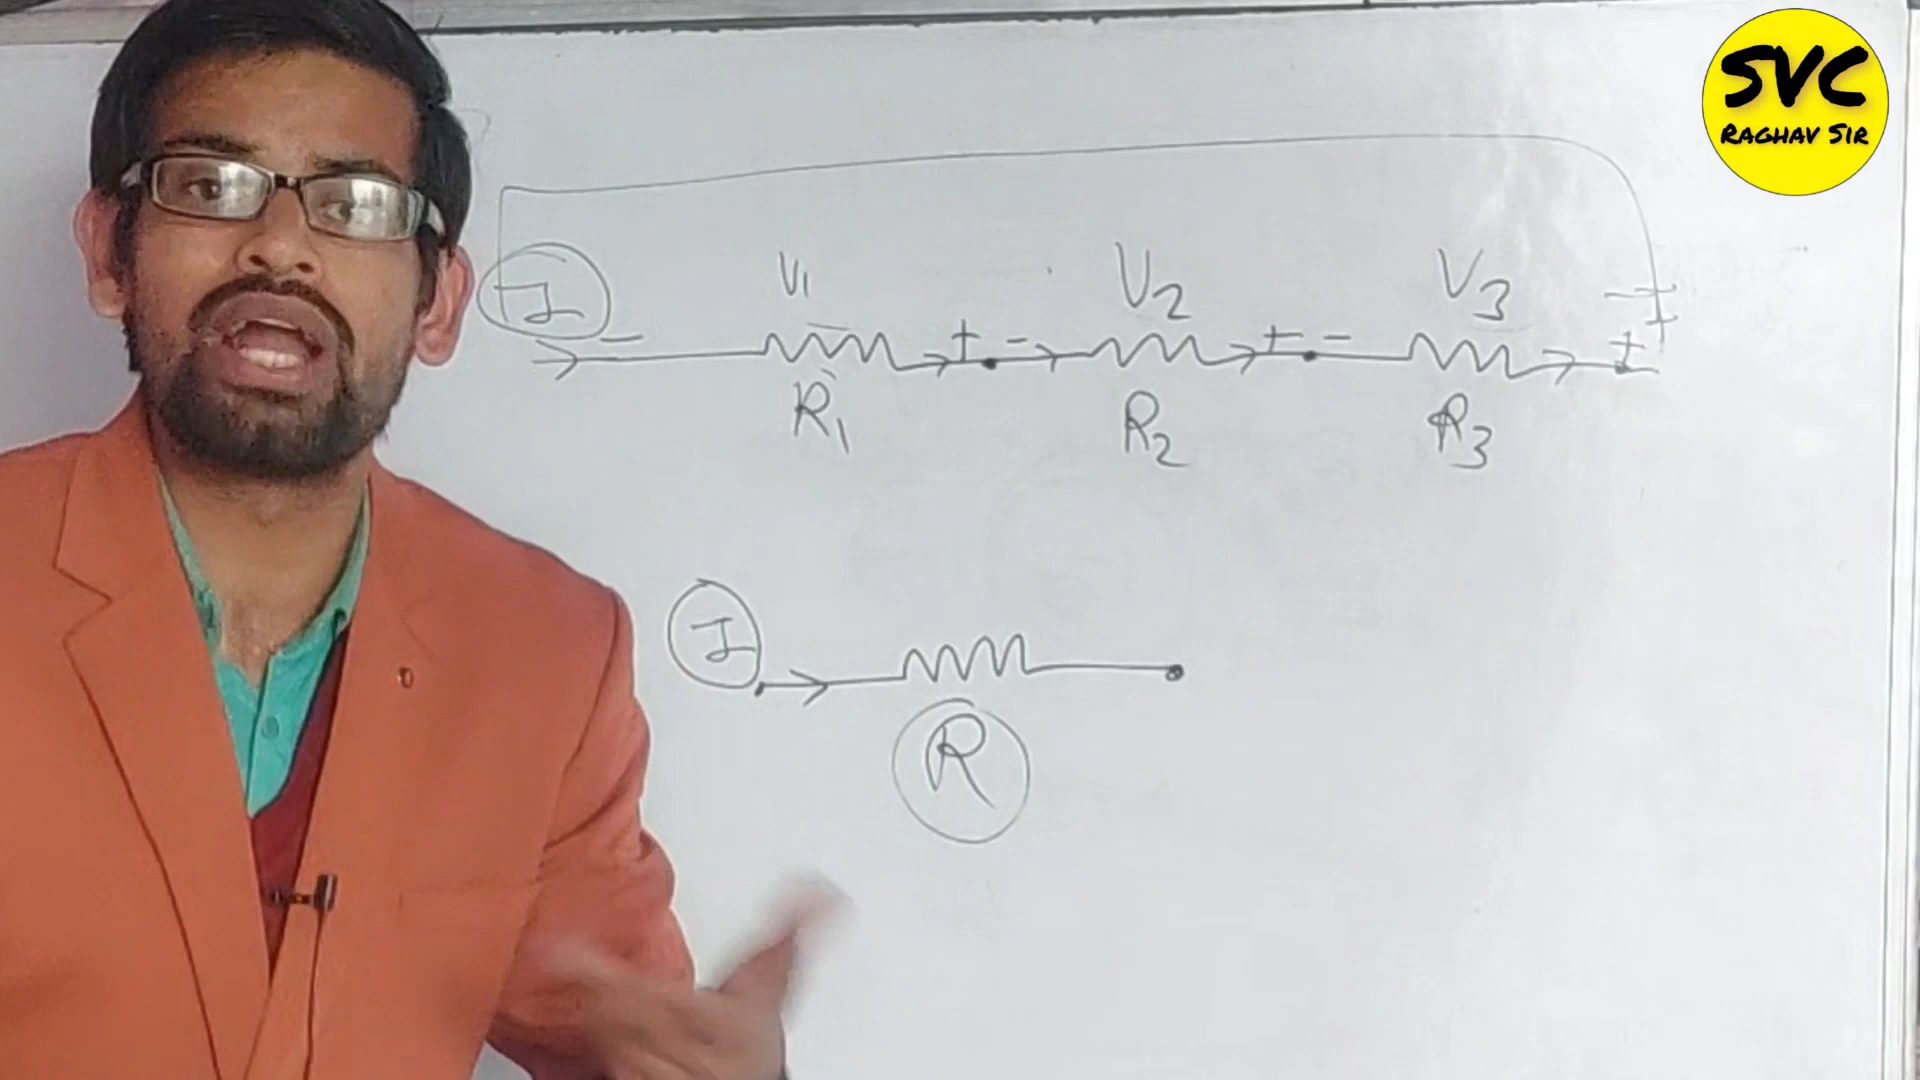 SVC
RAGHAV SIR
V1 V2 V3
I
- + - + - +
R1 R2 R3
I
R